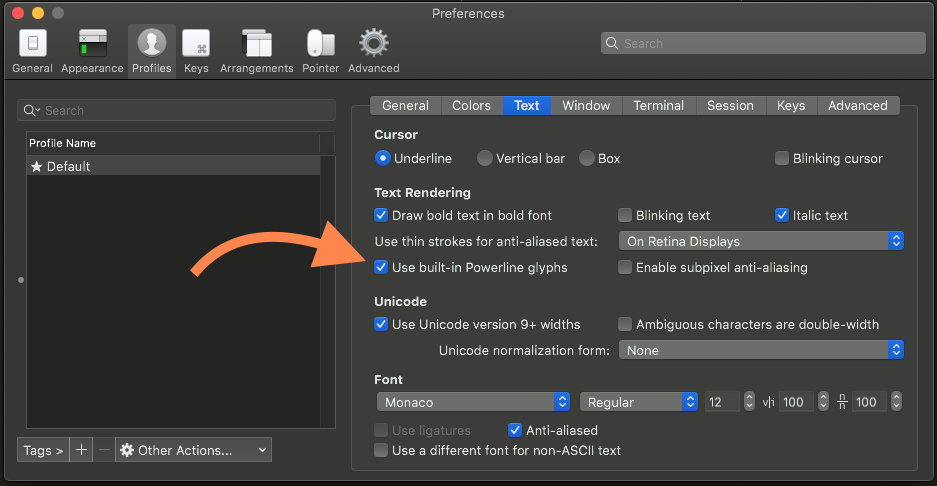 Preferences
General Appearance Profiles Keys Arrangements Pointer Advanced
Search
Search
Profile Name
★ Default
Tags > + − Other Actions...
General Colors Text Window Terminal Session Keys Advanced
Cursor
Underline Vertical bar Box Blinking cursor
Text Rendering
Draw bold text in bold font Blinking text Italic text
Use thin strokes for anti-aliased text: On Retina Displays
Use built-in Powerline glyphs Enable subpixel anti-aliasing
Unicode
Use Unicode version 9+ widths Ambiguous characters are double-width
Unicode normalization form: None
Font
Monaco Regular 12 v|i 100 n/n 100
Use ligatures Anti-aliased
Use a different font for non-ASCII text